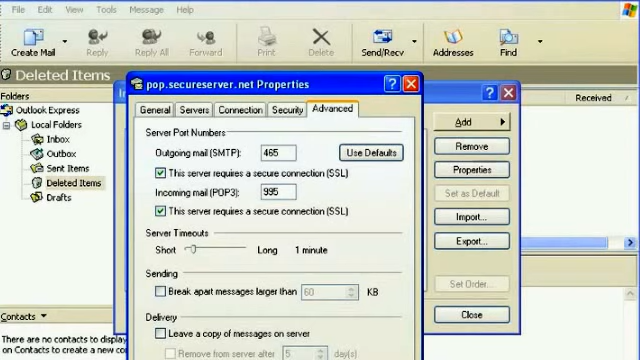 File Edit View Tools Message Help
Create Mail Reply Reply All Forward Print Delete Send/Recv Addresses Find
Deleted Items
Folders
Outlook Express
Local Folders
Inbox
Outbox
Sent Items
Deleted Items
Drafts
Contacts
There are no contacts to display
on Contacts to create a new con
Received
pop.secureserver.net Properties
General Servers Connection Security Advanced
Server Port Numbers
Outgoing mail (SMTP): 465 Use Defaults
This server requires a secure connection (SSL)
Incoming mail (POP3): 995
This server requires a secure connection (SSL)
Server Timeouts
Short Long 1 minute
Sending
Break apart messages larger than 60 KB
Delivery
Leave a copy of messages on server
Remove from server after 5 day(s)
Add
Remove
Properties
Set as Default
Import...
Export...
Set Order...
Close